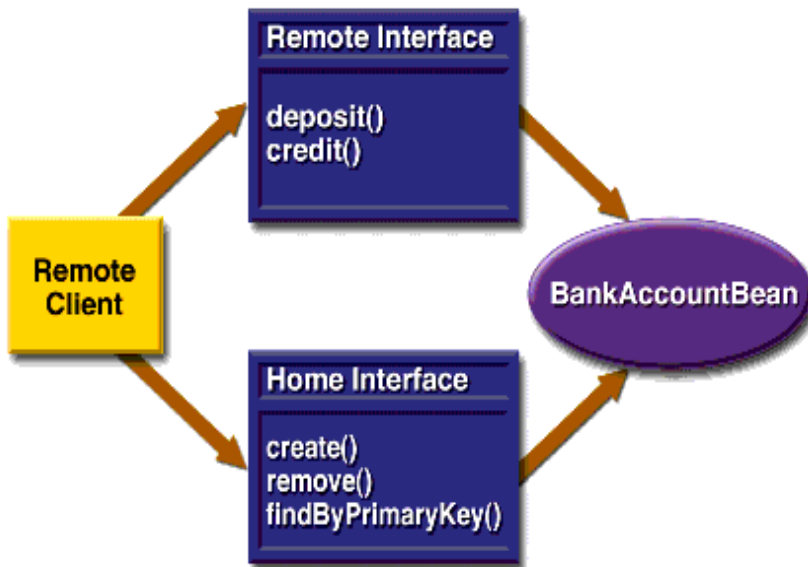 Remote Interface
deposit()
credit()
Remote
Client
BankAccountBean
Home Interface
create()
remove()
findByPrimaryKey()